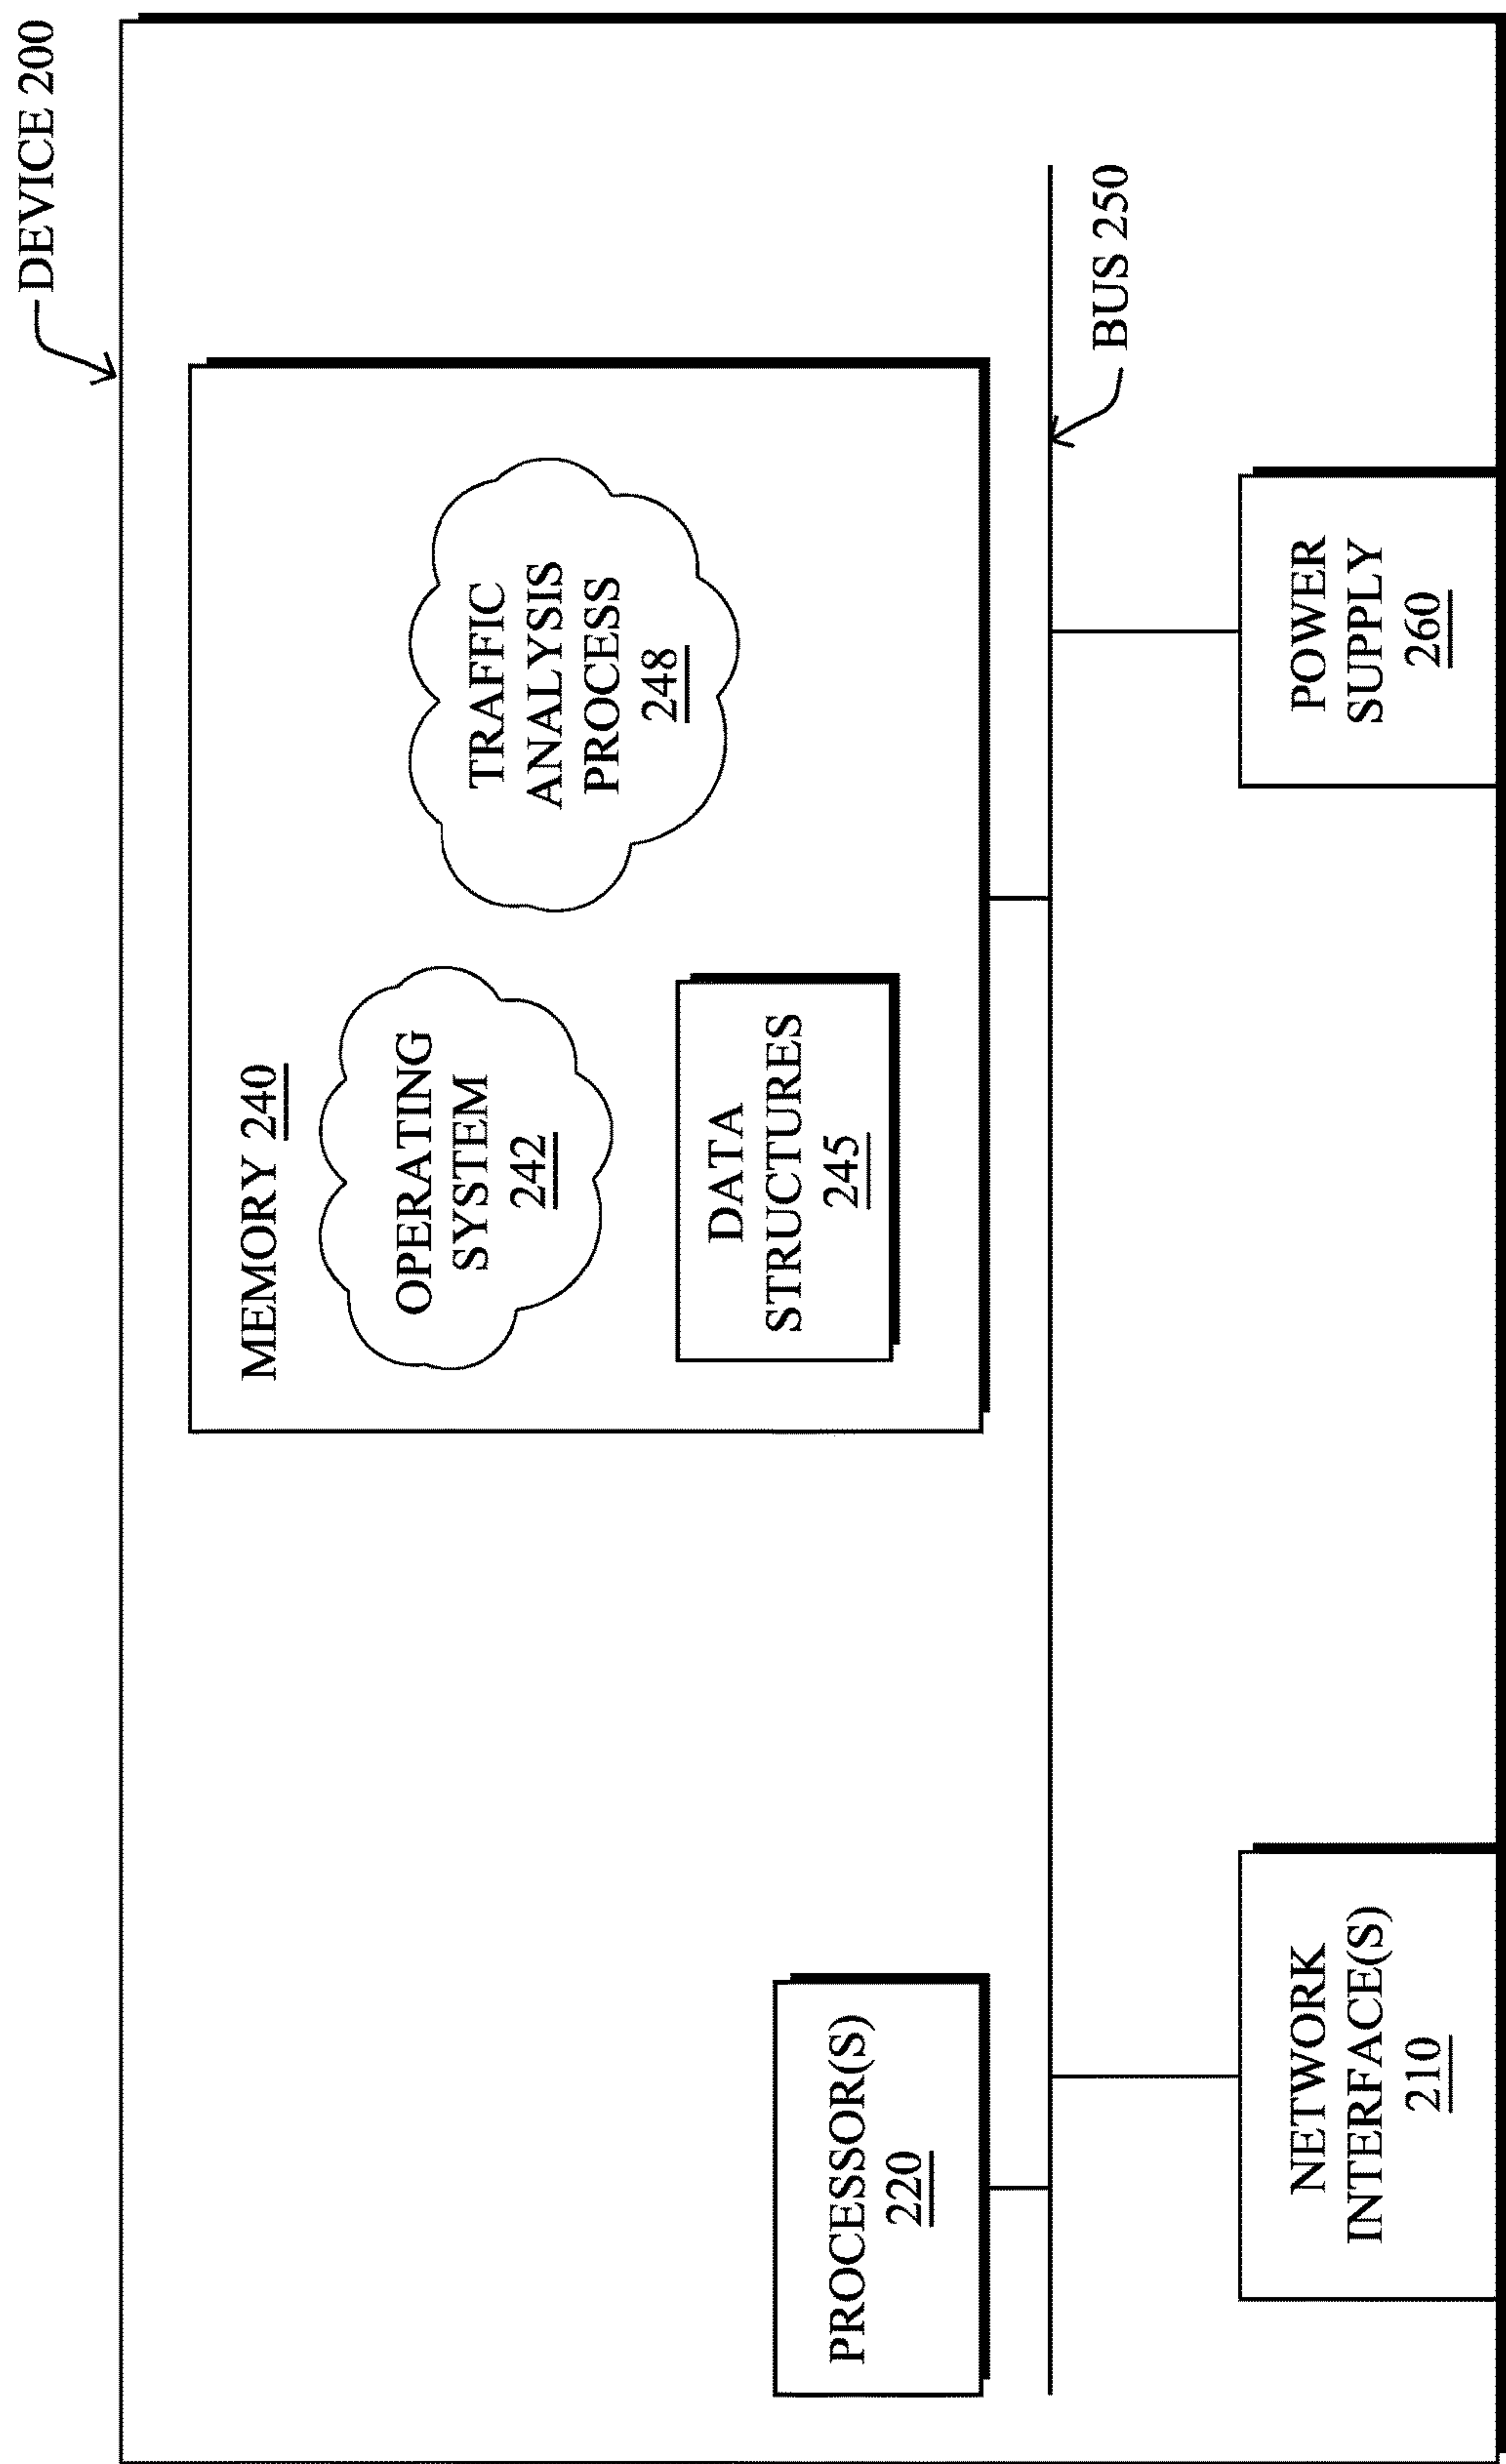 DEVICE 200
MEMORY 240
OPERATING
SYSTEM
242
TRAFFIC
ANALYSIS
PROCESS
248
DATA
STRUCTURES
245
PROCESSOR(S)
220
BUS 250
NETWORK
INTERFACE(S)
210
POWER
SUPPLY
260